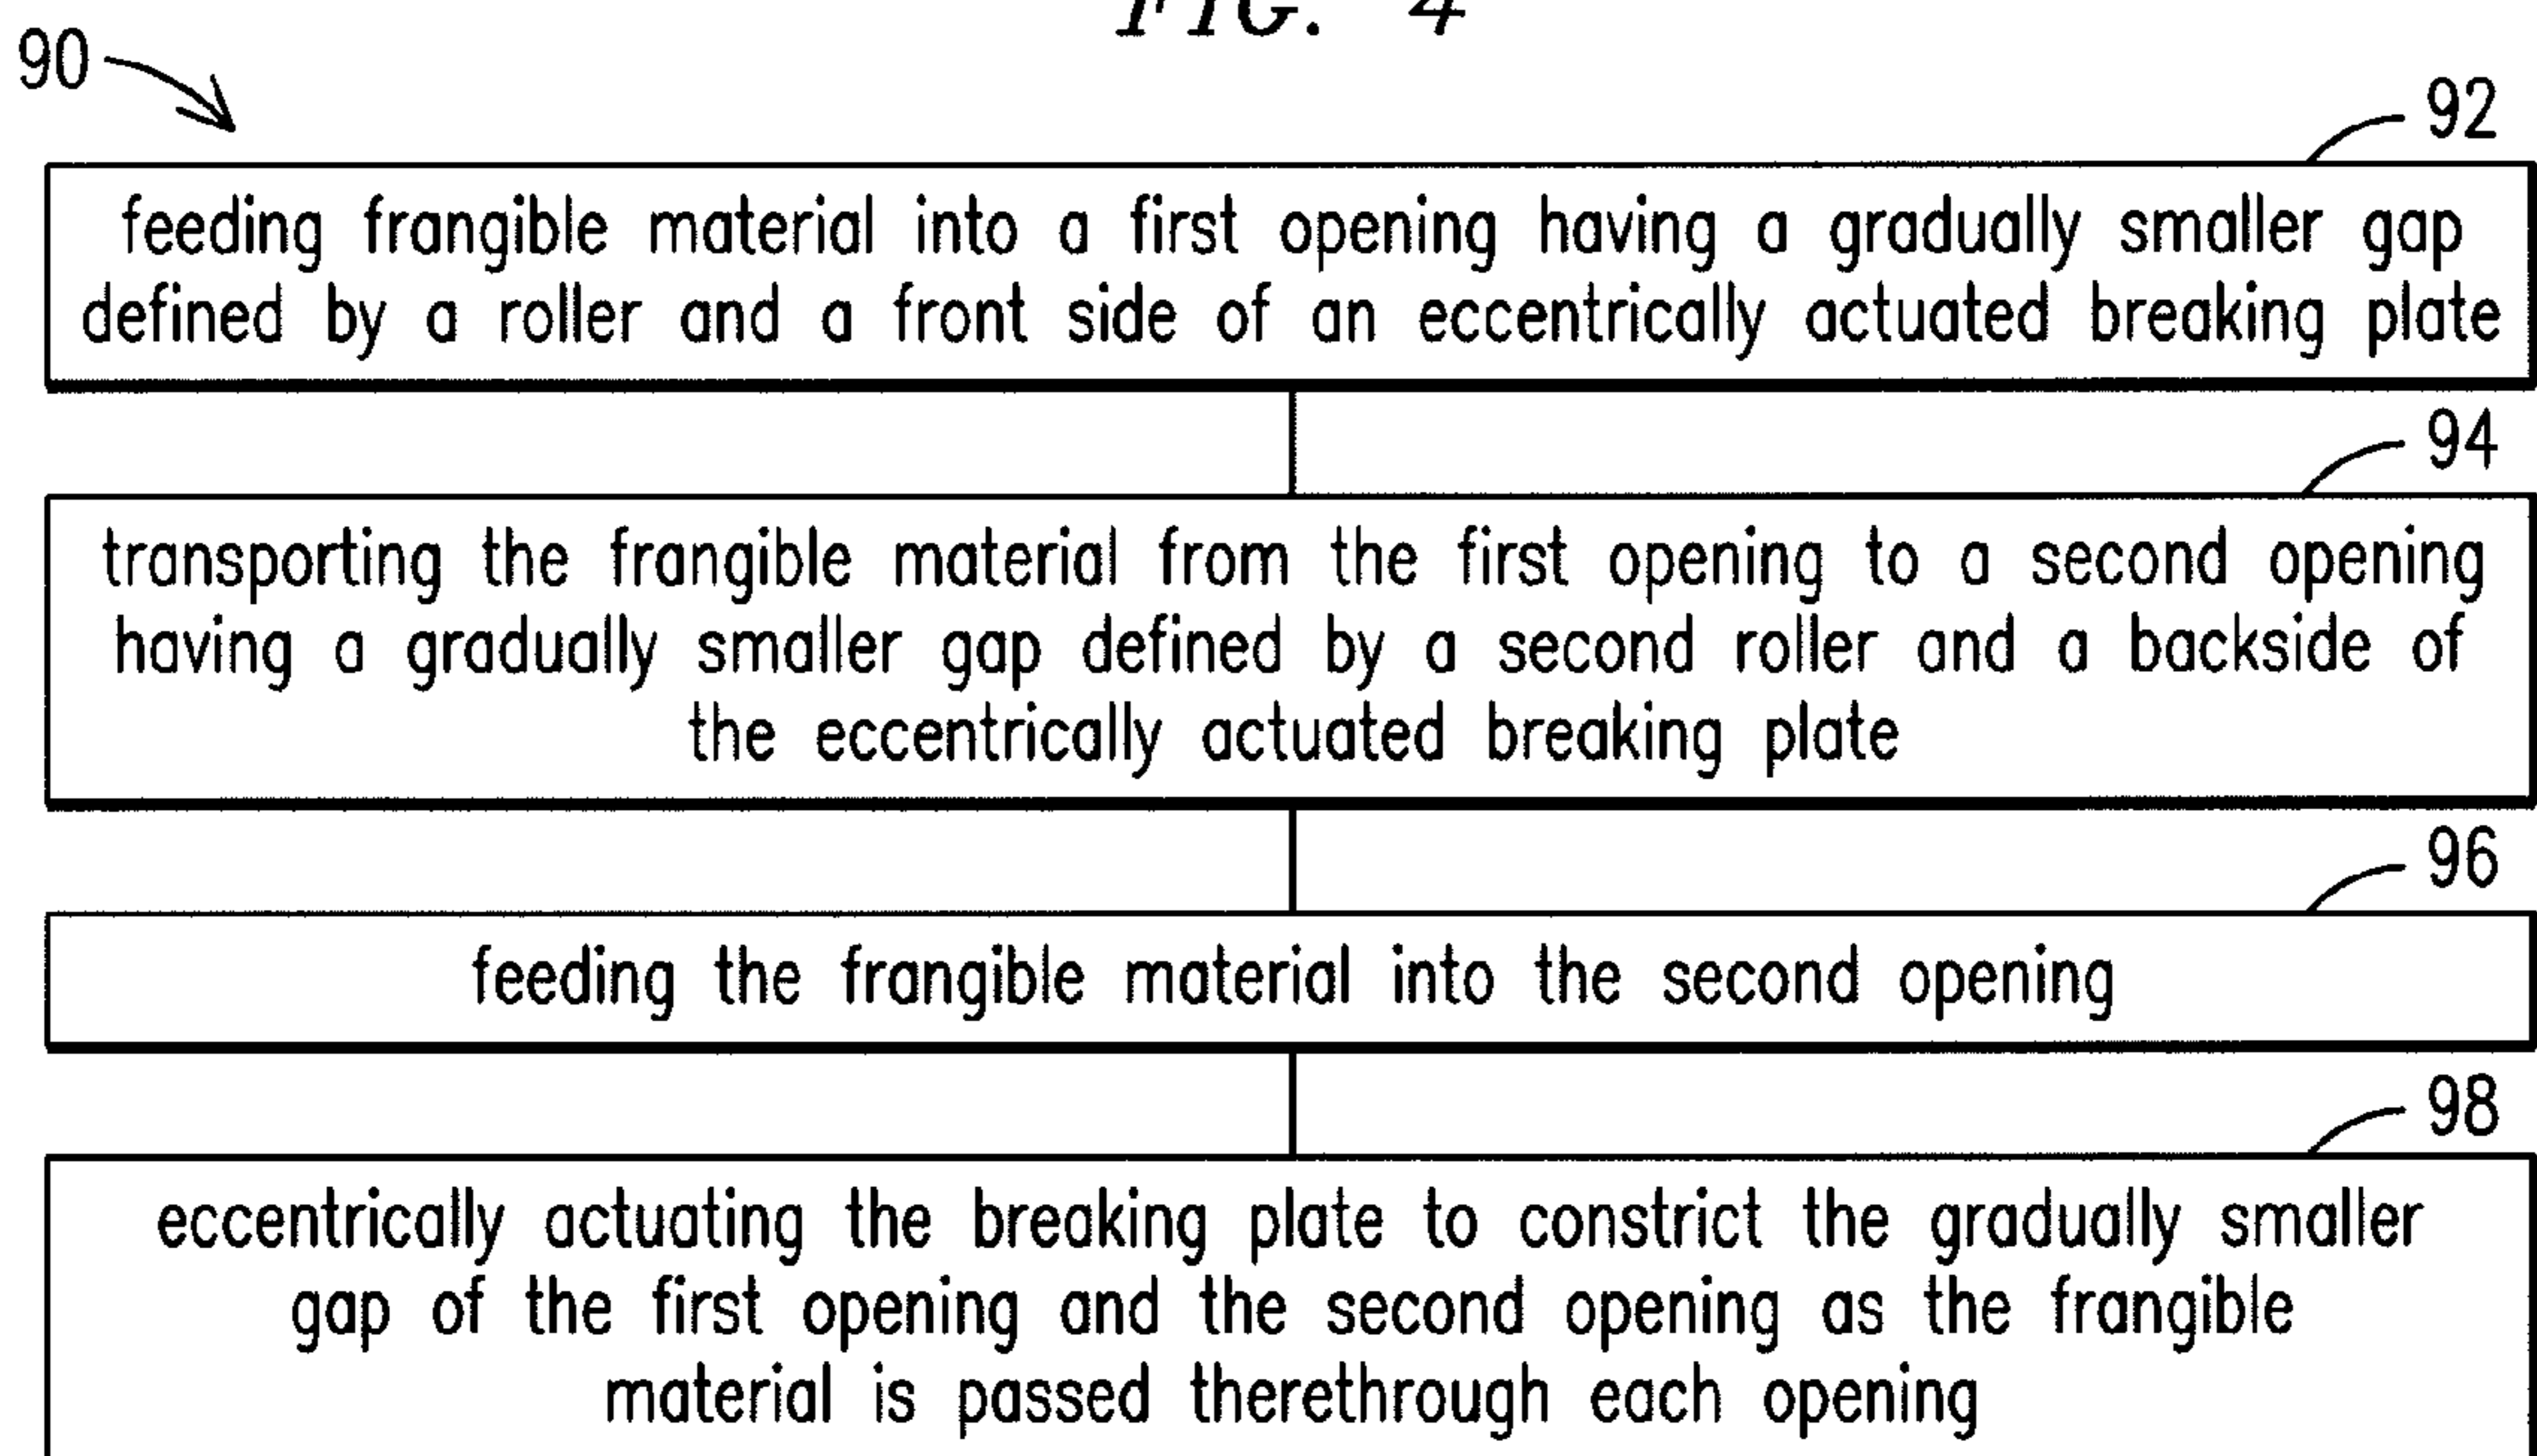 FIG. 4
90
92
feeding frangible material into a first opening having a gradually smaller gap
defined by a roller and a front side of an eccentrically actuated breaking plate
94
transporting the frangible material from the first opening to a second opening
having a gradually smaller gap defined by a second roller and a backside of
the eccentrically actuated breaking plate
96
feeding the frangible material into the second opening
98
eccentrically actuating the breaking plate to constrict the gradually smaller
gap of the first opening and the second opening as the frangible
material is passed therethrough each opening